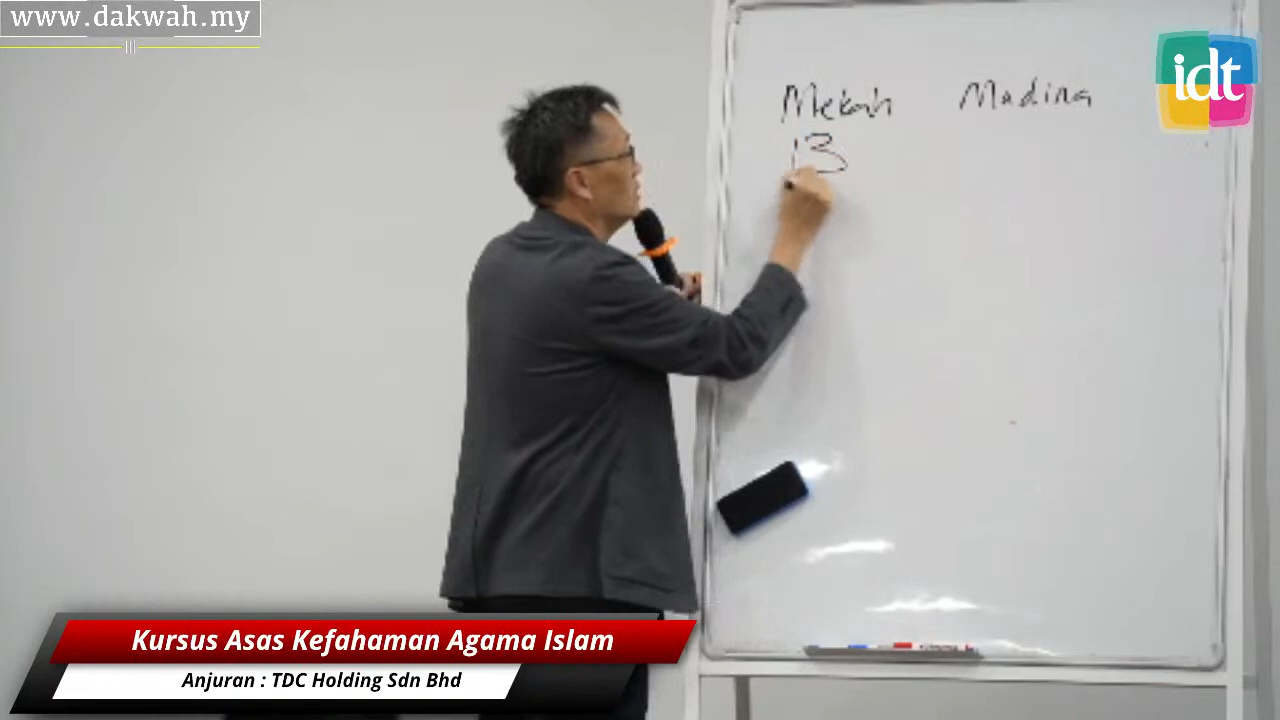 www.dakwah.my
idt
Mekah Madina
13
Kursus Asas Kefahaman Agama Islam
Anjuran : TDC Holding Sdn Bhd